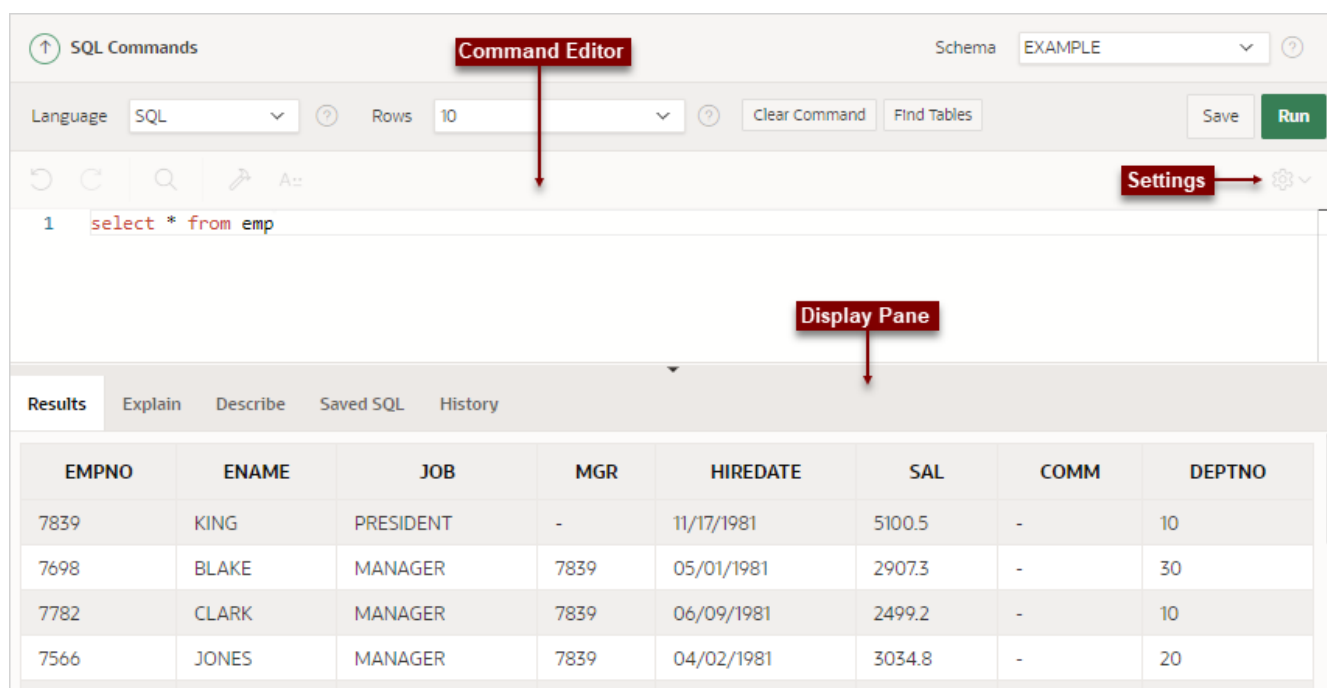 SQL Commands Command Editor Schema EXAMPLE
Language SQL Rows 10 Clear Command Find Tables Save Run
A::
Settings
1 select * from emp
Display Pane
Results Explain Describe Saved SQL History
EMPNO ENAME JOB MGR HIREDATE SAL COMM DEPTNO
7839 KING PRESIDENT - 11/17/1981 5100.5 - 10
7698 BLAKE MANAGER 7839 05/01/1981 2907.3 - 30
7782 CLARK MANAGER 7839 06/09/1981 2499.2 - 10
7566 JONES MANAGER 7839 04/02/1981 3034.8 - 20